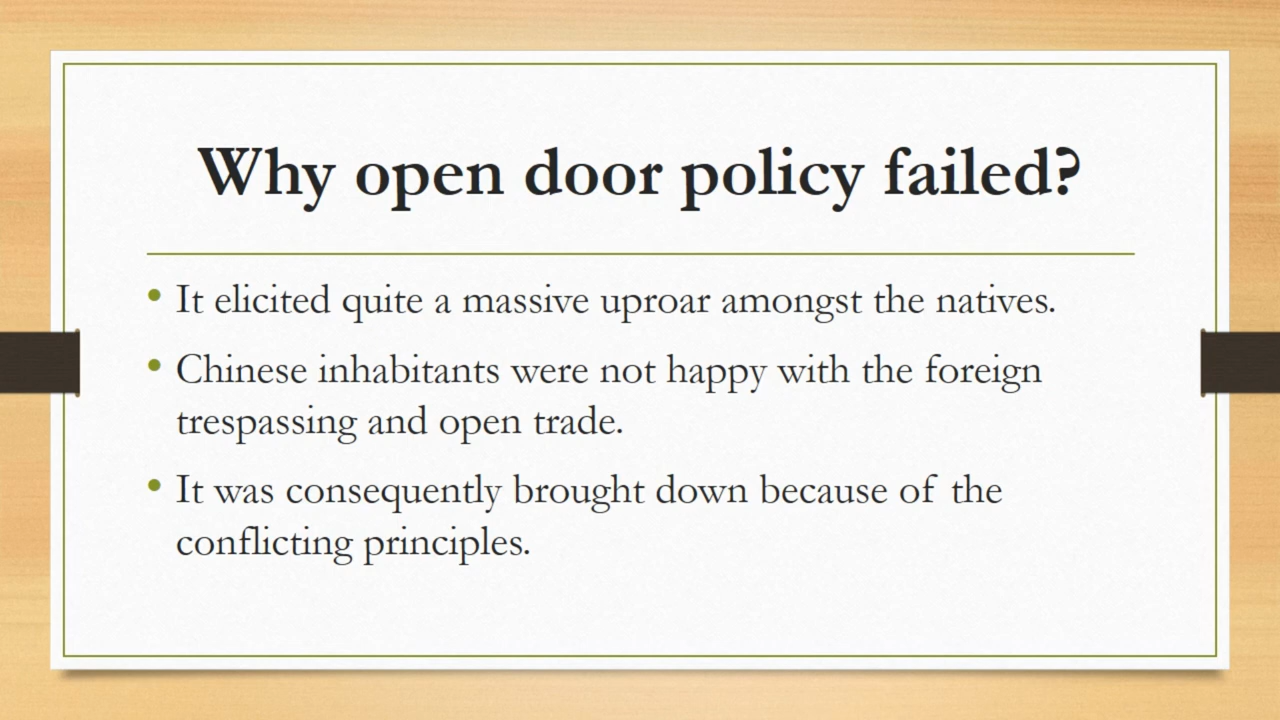 Why open door policy failed?
• It elicited quite a massive uproar amongst the natives.
• Chinese inhabitants were not happy with the foreign
trespassing and open trade.
• It was consequently brought down because of the
conflicting principles.